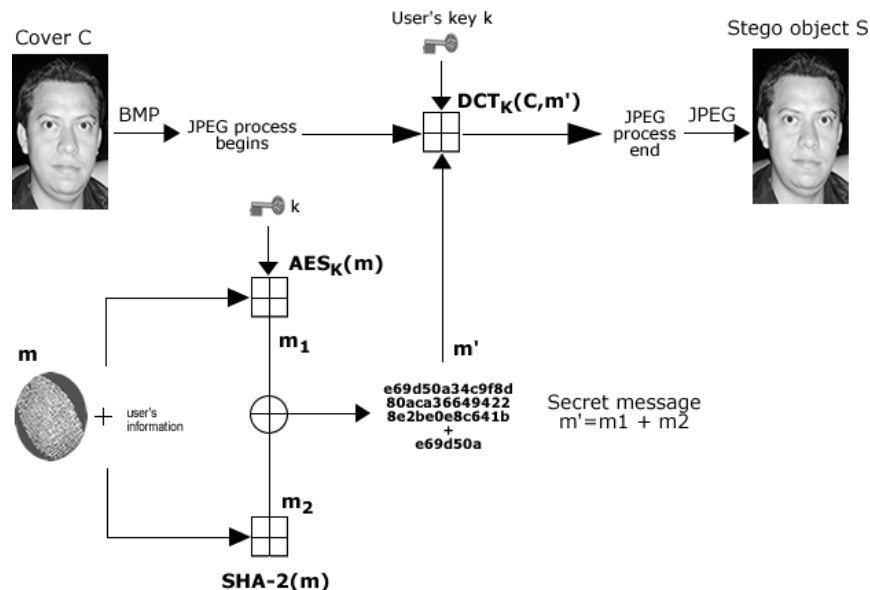 User's key k
Cover C
Stego object S
BMP
JPEG process
begins
DCTK(C,m')
JPEG
process
end
JPEG
k
AESK(m)
m
m1
m'
+ user's
information
e69d50a34c9f8d
80aca36649422
8e2be0e8c641b
+
e69d50a
Secret message
m'=m1 + m2
m2
SHA-2(m)